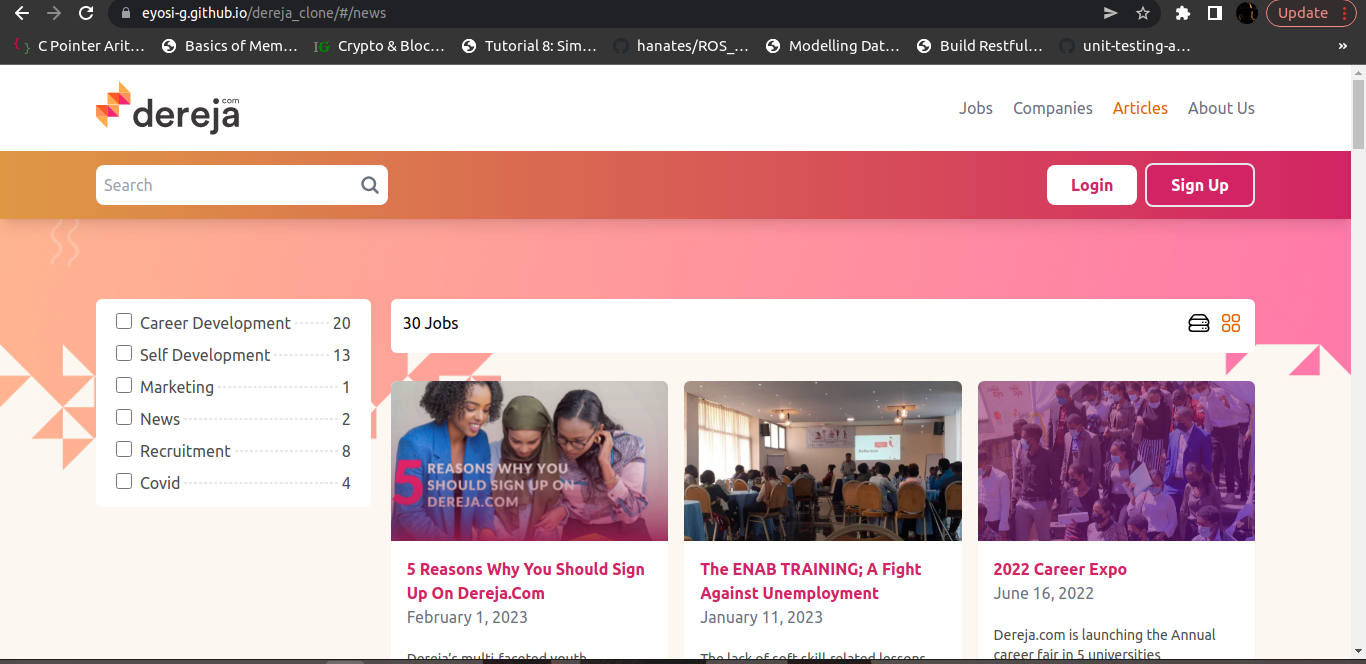 eyosi-g.github.io/dereja_clone/#/news
Update
C Pointer Arit…
Basics of Mem…
IG Crypto & Bloc…
Tutorial 8: Sim…
hanates/ROS_…
Modelling Dat…
Build Restful…
unit-testing-a…
»
dereja.com
Jobs
Companies
Articles
About Us
Search
Login
Sign Up
Career Development 20
Self Development 13
Marketing 1
News 2
Recruitment 8
Covid 4
30 Jobs
5 REASONS WHY YOU
SHOULD SIGN UP ON
DEREJA.COM
5 Reasons Why You Should Sign
Up On Dereja.Com
February 1, 2023
Dereja's multi-faceted youth
The ENAB TRAINING; A Fight
Against Unemployment
January 11, 2023
The lack of soft skill-related lessons
2022 Career Expo
June 16, 2022
Dereja.com is launching the Annual
career fair in 5 universities